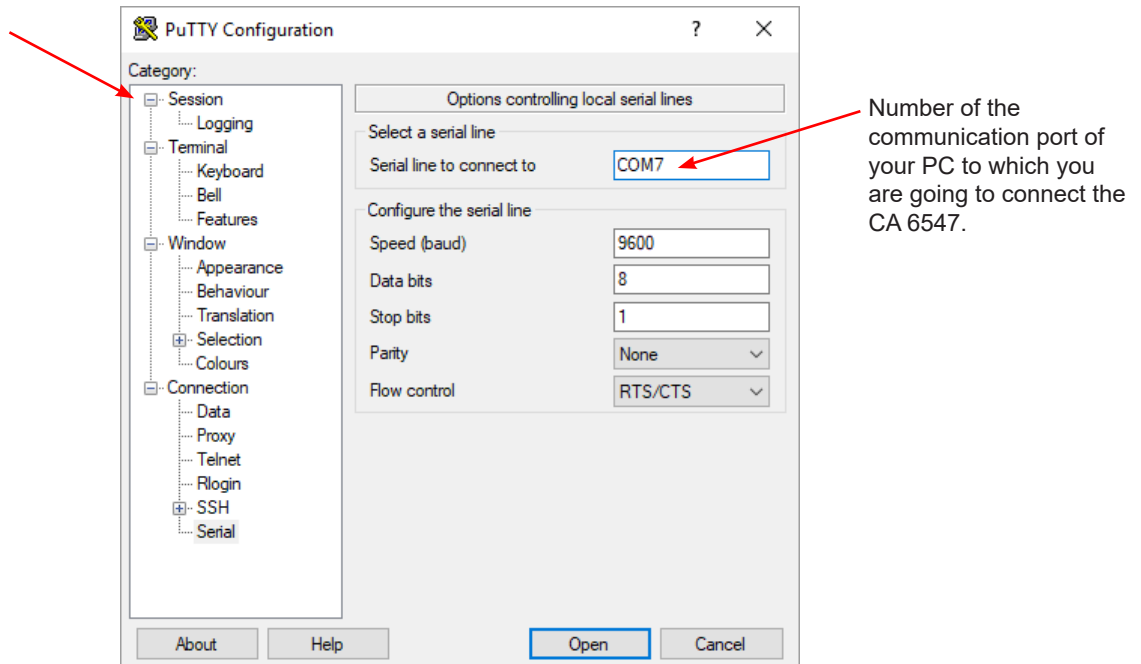 PuTTY Configuration
?
Category:
Session
Logging
Terminal
Keyboard
Bell
Features
Window
Appearance
Behaviour
Translation
Selection
Colours
Connection
Data
Proxy
Telnet
Rlogin
SSH
Serial
Options controlling local serial lines
Select a serial line
Serial line to connect to COM7
Configure the serial line
Speed (baud) 9600
Data bits 8
Stop bits 1
Parity None
Flow control RTS/CTS
About Help Open Cancel
Number of the
communication port of
your PC to which you
are going to connect the
CA 6547.